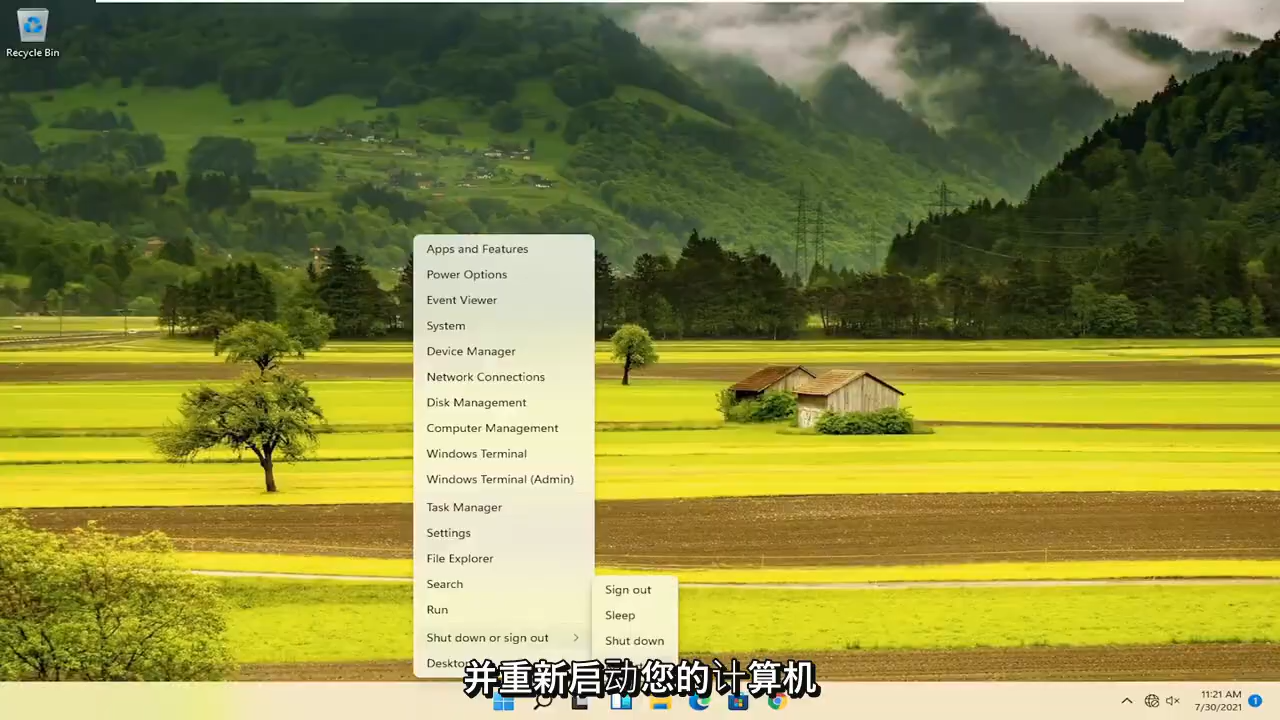 Recycle Bin
Apps and Features
Power Options
Event Viewer
System
Device Manager
Network Connections
Disk Management
Computer Management
Windows Terminal
Windows Terminal (Admin)
Task Manager
Settings
File Explorer
Search
Run
Shut down or sign out
Sign out
Sleep
Shut down
并重新启动您的计算机
11:21 AM
7/30/2021
1